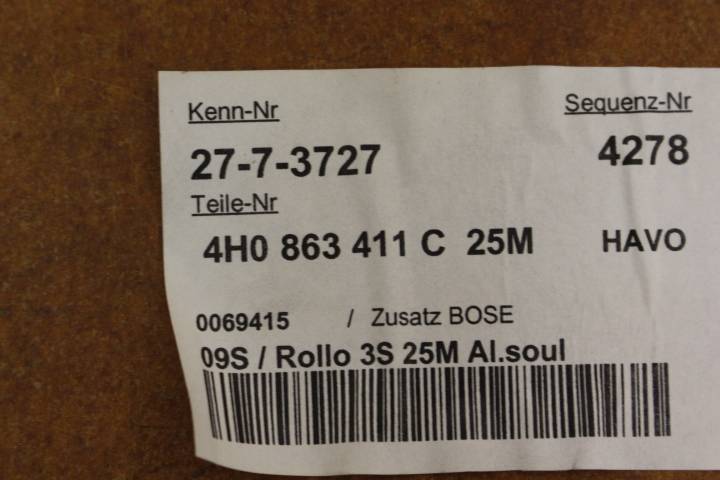 Kenn-Nr Sequenz-Nr
27-7-3727 4278
Teile-Nr
4H0 863 411 C 25M HAVO
0069415 / Zusatz BOSE
09S / Rollo 3S 25M Al.soul